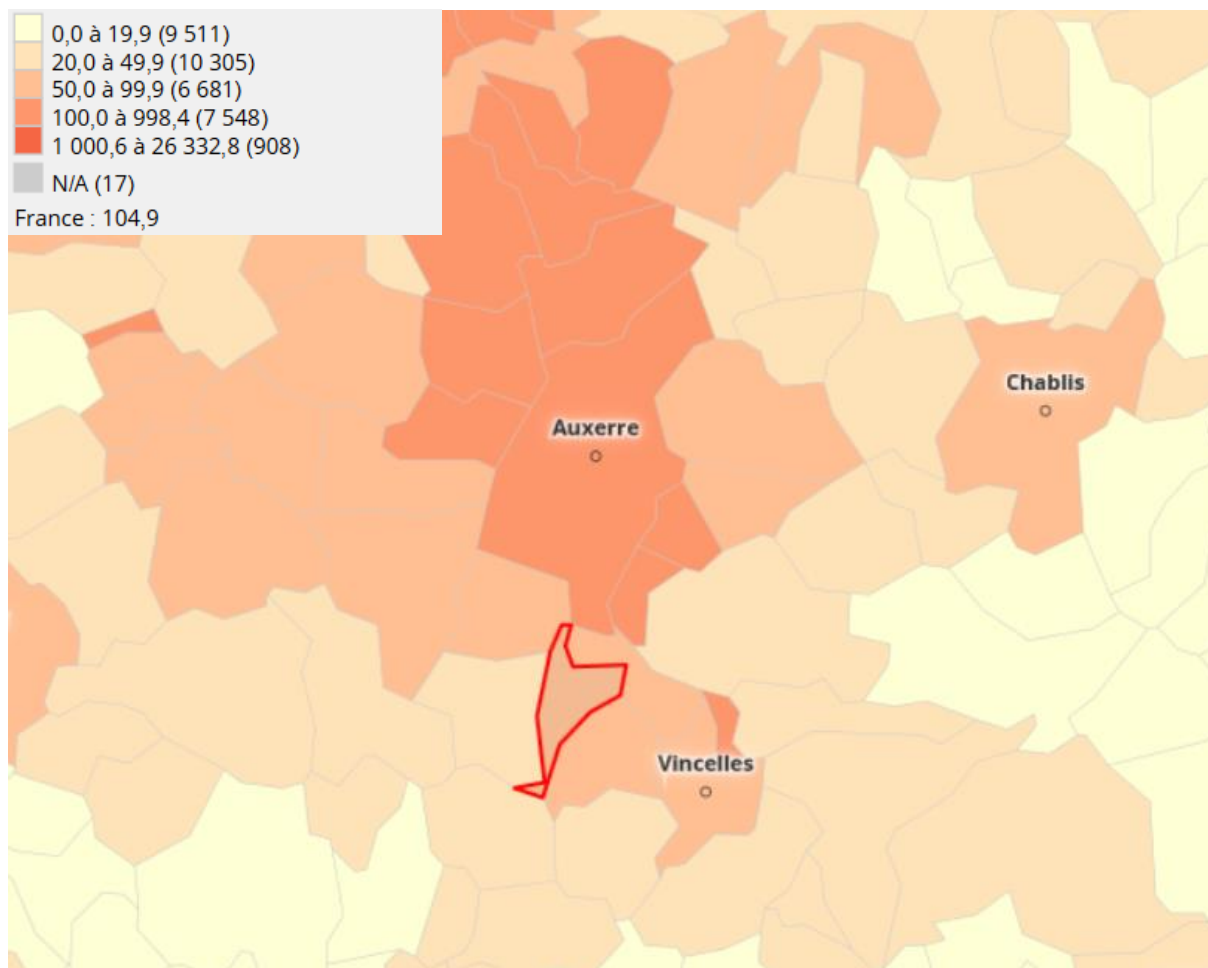 0,0 à 19,9 (9 511)
20,0 à 49,9 (10 305)
50,0 à 99,9 (6 681)
100,0 à 998,4 (7 548)
1 000,6 à 26 332,8 (908)
N/A (17)
France : 104,9
Chablis
Auxerre
Vincelles